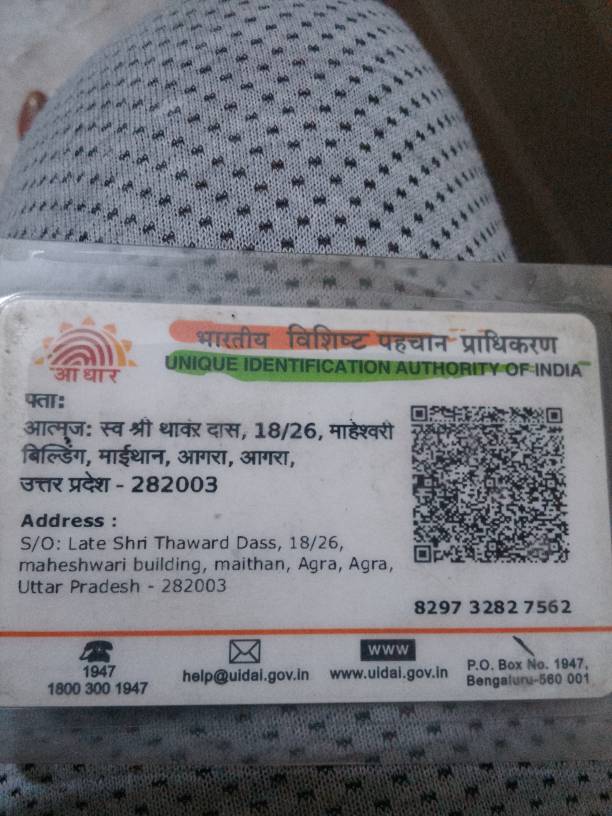 भारतीय विशिष्ट पहचान प्राधिकरण
UNIQUE IDENTIFICATION AUTHORITY OF INDIA
आधार
पता:
आत्मज: स्व श्री थावर दास, 18/26, माहेश्वरी
बिल्डिंग, माईथान, आगरा, आगरा,
उत्तर प्रदेश - 282003
Address :
S/O: Late Shri Thaward Dass, 18/26,
maheshwari building, maithan, Agra, Agra,
Uttar Pradesh - 282003
8297 3282 7562
1947
1800 300 1947
help@uidai.gov.in
WWW
www.uidai.gov.in
P.O. Box No. 1947,
Bengaluru-560 001